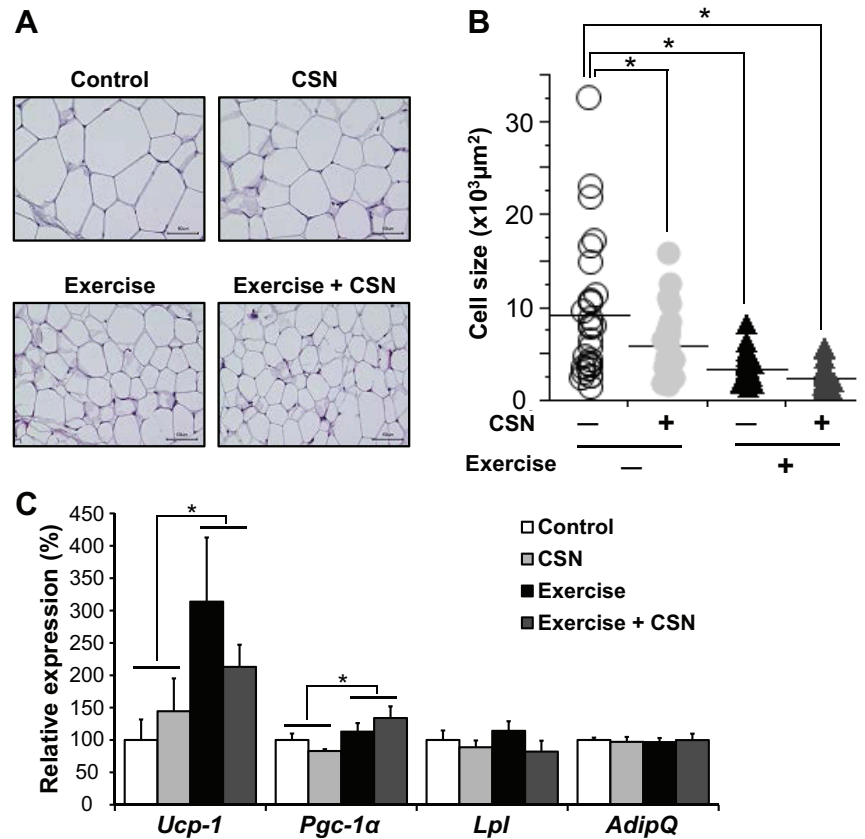 A
Control
CSN
Exercise
Exercise + CSN
B
Cell size (x10³µm²)
30
20
10
0
*
*
*
CSN — + — +
Exercise — +
C
Relative expression (%)
450
400
350
300
250
200
150
100
50
0
*
*
Control
CSN
Exercise
Exercise + CSN
Ucp-1 Pgc-1α Lpl AdipQ